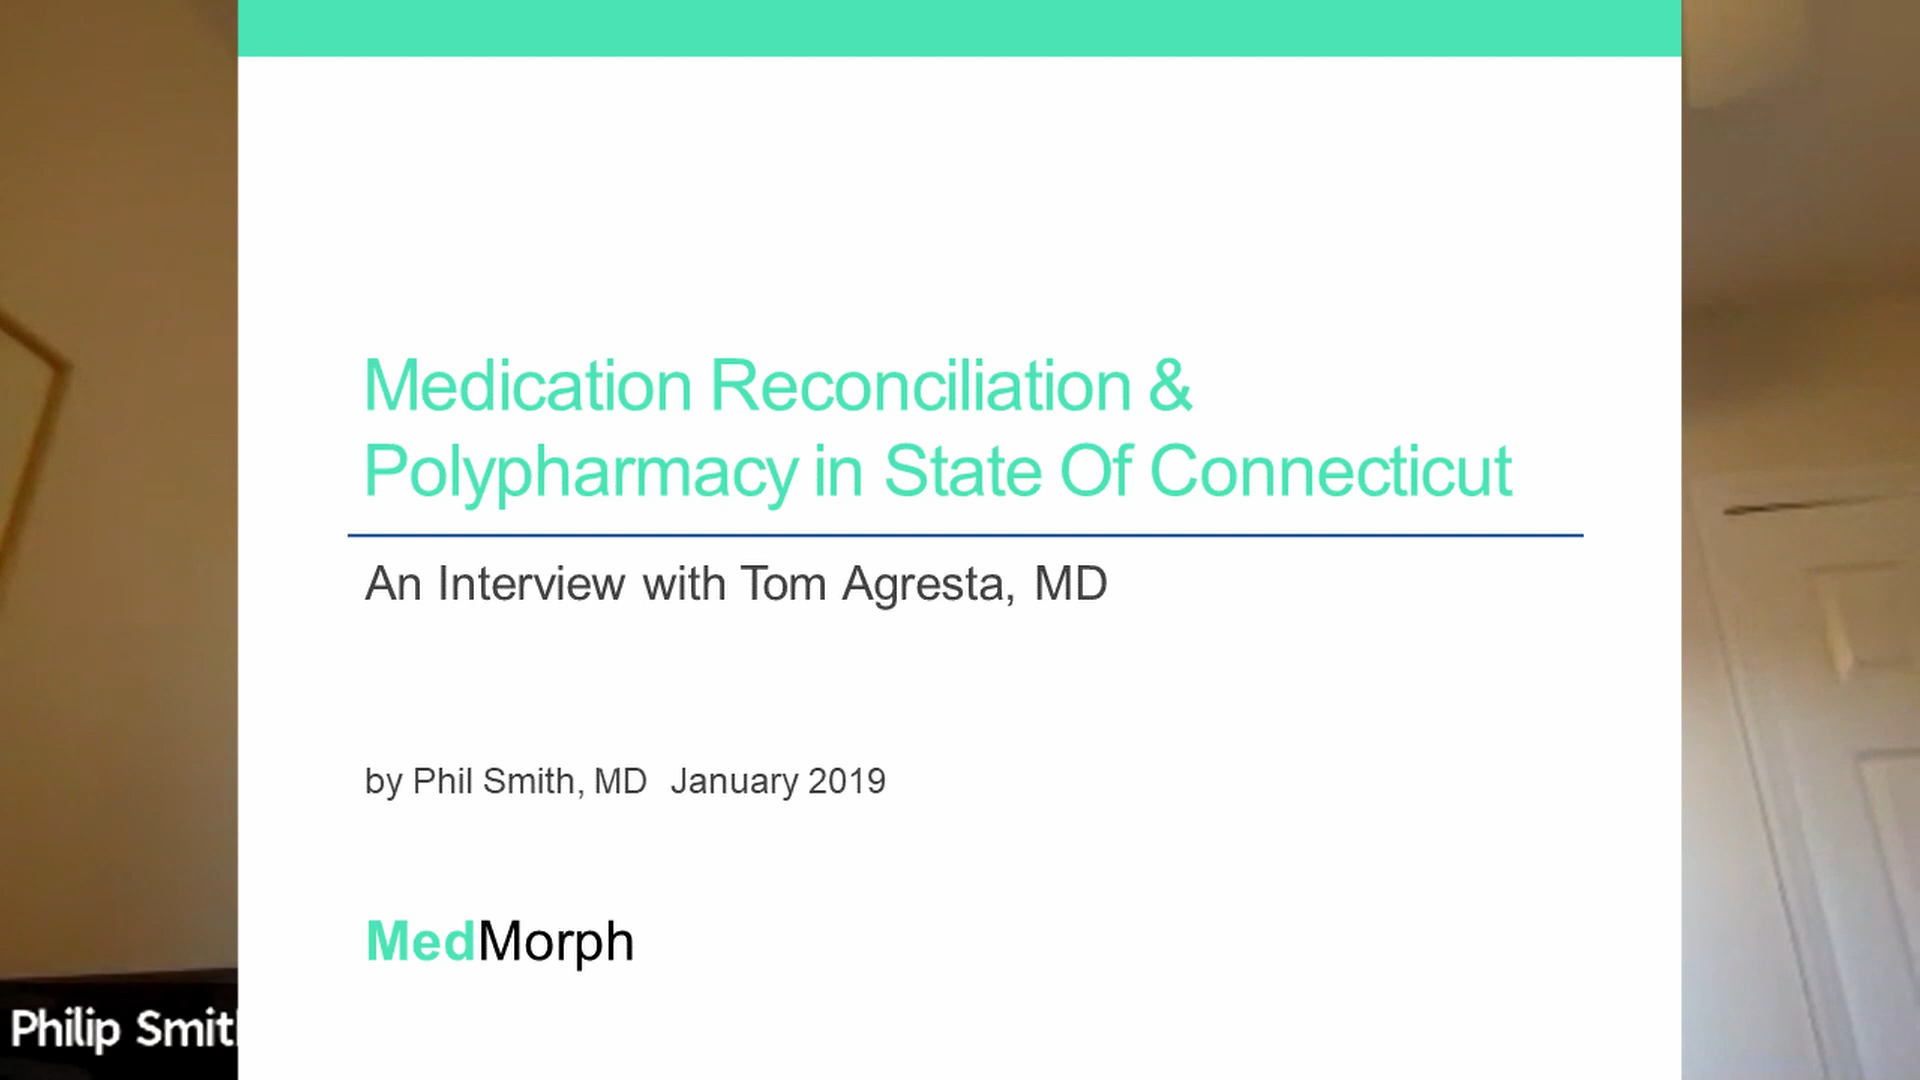 Medication Reconciliation &
Polypharmacy in State Of Connecticut
An Interview with Tom Agresta, MD
by Phil Smith, MD January 2019
MedMorph
Philip Smit